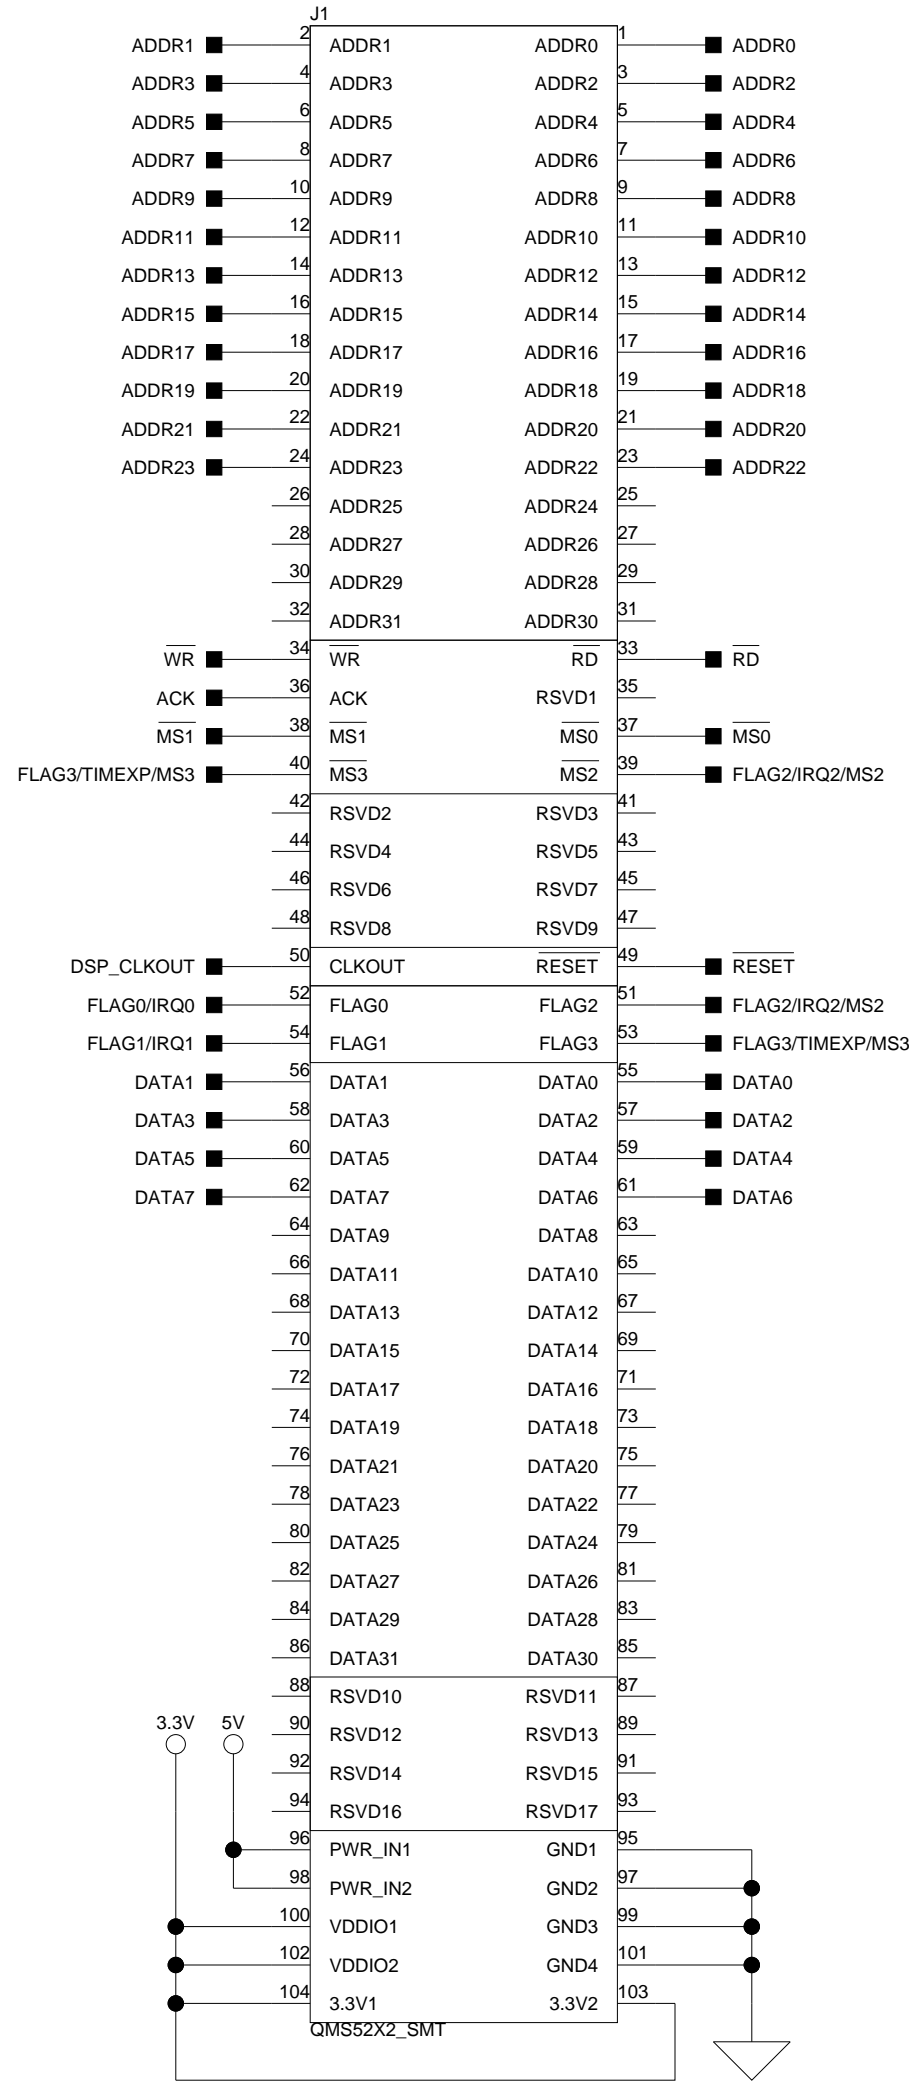 J1
ADDR1 2 ADDR1 ADDR0 1 ADDR0
ADDR3 4 ADDR3 ADDR2 3 ADDR2
ADDR5 6 ADDR5 ADDR4 5 ADDR4
ADDR7 8 ADDR7 ADDR6 7 ADDR6
ADDR9 10 ADDR9 ADDR8 9 ADDR8
ADDR11 12 ADDR11 ADDR10 11 ADDR10
ADDR13 14 ADDR13 ADDR12 13 ADDR12
ADDR15 16 ADDR15 ADDR14 15 ADDR14
ADDR17 18 ADDR17 ADDR16 17 ADDR16
ADDR19 20 ADDR19 ADDR18 19 ADDR18
ADDR21 22 ADDR21 ADDR20 21 ADDR20
ADDR23 24 ADDR23 ADDR22 23 ADDR22
26 ADDR25 ADDR24 25
28 ADDR27 ADDR26 27
30 ADDR29 ADDR28 29
32 ADDR31 ADDR30 31
WR 34 WR RD 33 RD
ACK 36 ACK RSVD1 35
MS1 38 MS1 MS0 37 MS0
FLAG3/TIMEXP/MS3 40 MS3 MS2 39 FLAG2/IRQ2/MS2
42 RSVD2 RSVD3 41
44 RSVD4 RSVD5 43
46 RSVD6 RSVD7 45
48 RSVD8 RSVD9 47
DSP_CLKOUT 50 CLKOUT RESET 49 RESET
FLAG0/IRQ0 52 FLAG0 FLAG2 51 FLAG2/IRQ2/MS2
FLAG1/IRQ1 54 FLAG1 FLAG3 53 FLAG3/TIMEXP/MS3
DATA1 56 DATA1 DATA0 55 DATA0
DATA3 58 DATA3 DATA2 57 DATA2
DATA5 60 DATA5 DATA4 59 DATA4
DATA7 62 DATA7 DATA6 61 DATA6
64 DATA9 DATA8 63
66 DATA11 DATA10 65
68 DATA13 DATA12 67
70 DATA15 DATA14 69
72 DATA17 DATA16 71
74 DATA19 DATA18 73
76 DATA21 DATA20 75
78 DATA23 DATA22 77
80 DATA25 DATA24 79
82 DATA27 DATA26 81
84 DATA29 DATA28 83
86 DATA31 DATA30 85
88 RSVD10 RSVD11 87
3.3V 5V 90 RSVD12 RSVD13 89
92 RSVD14 RSVD15 91
94 RSVD16 RSVD17 93
96 PWR_IN1 GND1 95
98 PWR_IN2 GND2 97
100 VDDIO1 GND3 99
102 VDDIO2 GND4 101
104 3.3V1 3.3V2 103
QMS52X2_SMT